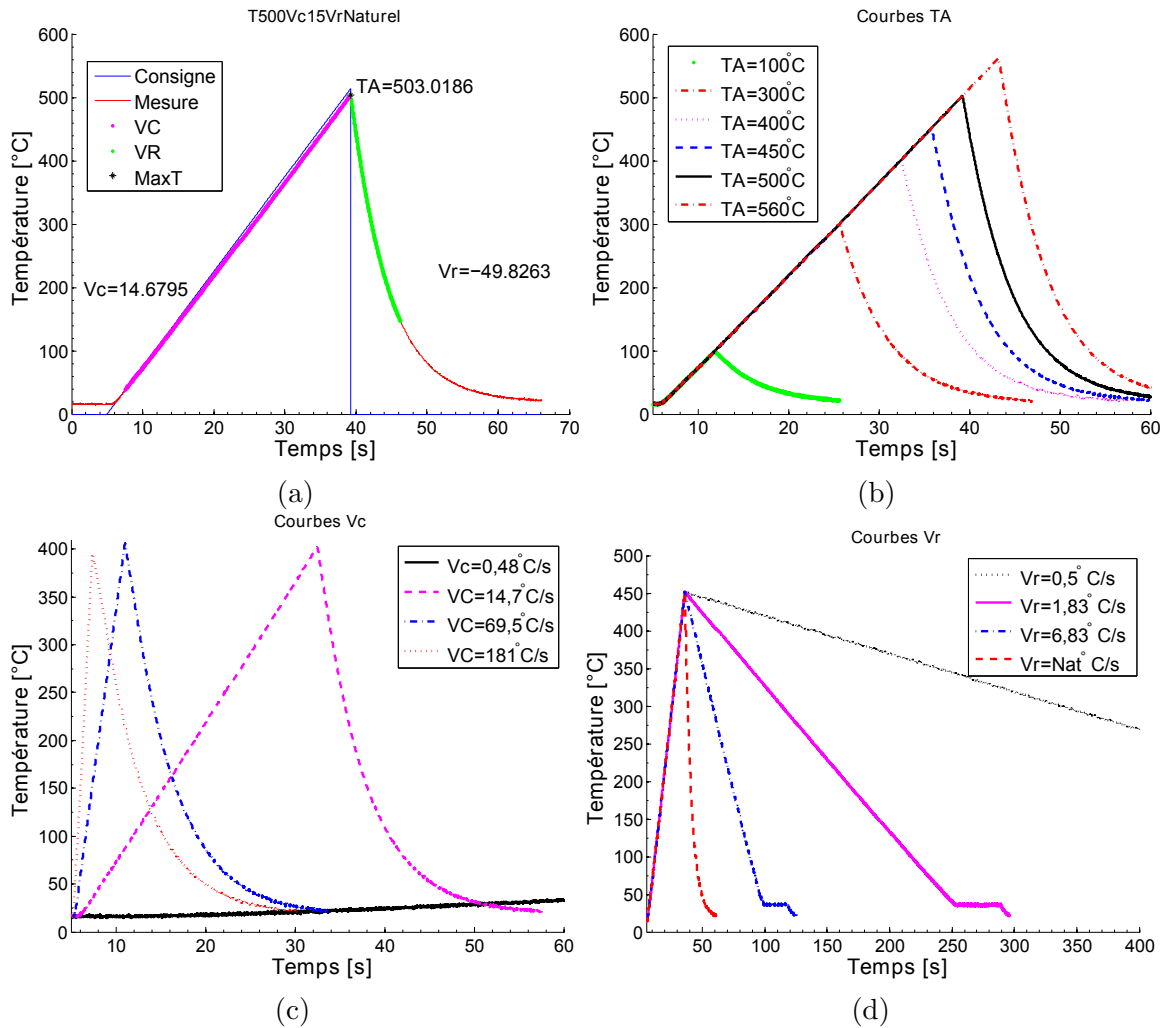 T500Vc15VrNaturel
600
500
400
300
200
100
0
Température [°C]
Consigne
Mesure
VC
VR
MaxT
TA=503.0186
Vc=14.6795
Vr=−49.8263
0 10 20 30 40 50 60 70
Temps [s]
(a)
Courbes TA
600
500
400
300
200
100
0
Température [°C]
TA=100°C
TA=300°C
TA=400°C
TA=450°C
TA=500°C
TA=560°C
10 20 30 40 50 60
Temps [s]
(b)
Courbes Vc
400
350
300
250
200
150
100
50
0
Température [°C]
Vc=0,48°C/s
VC=14,7°C/s
VC=69,5°C/s
VC=181°C/s
10 20 30 40 50 60
Temps [s]
(c)
Courbes Vr
500
450
400
350
300
250
200
150
100
50
0
Température [°C]
Vr=0,5° C/s
Vr=1,83° C/s
Vr=6,83° C/s
Vr=Nat° C/s
50 100 150 200 250 300 350 400
Temps [s]
(d)